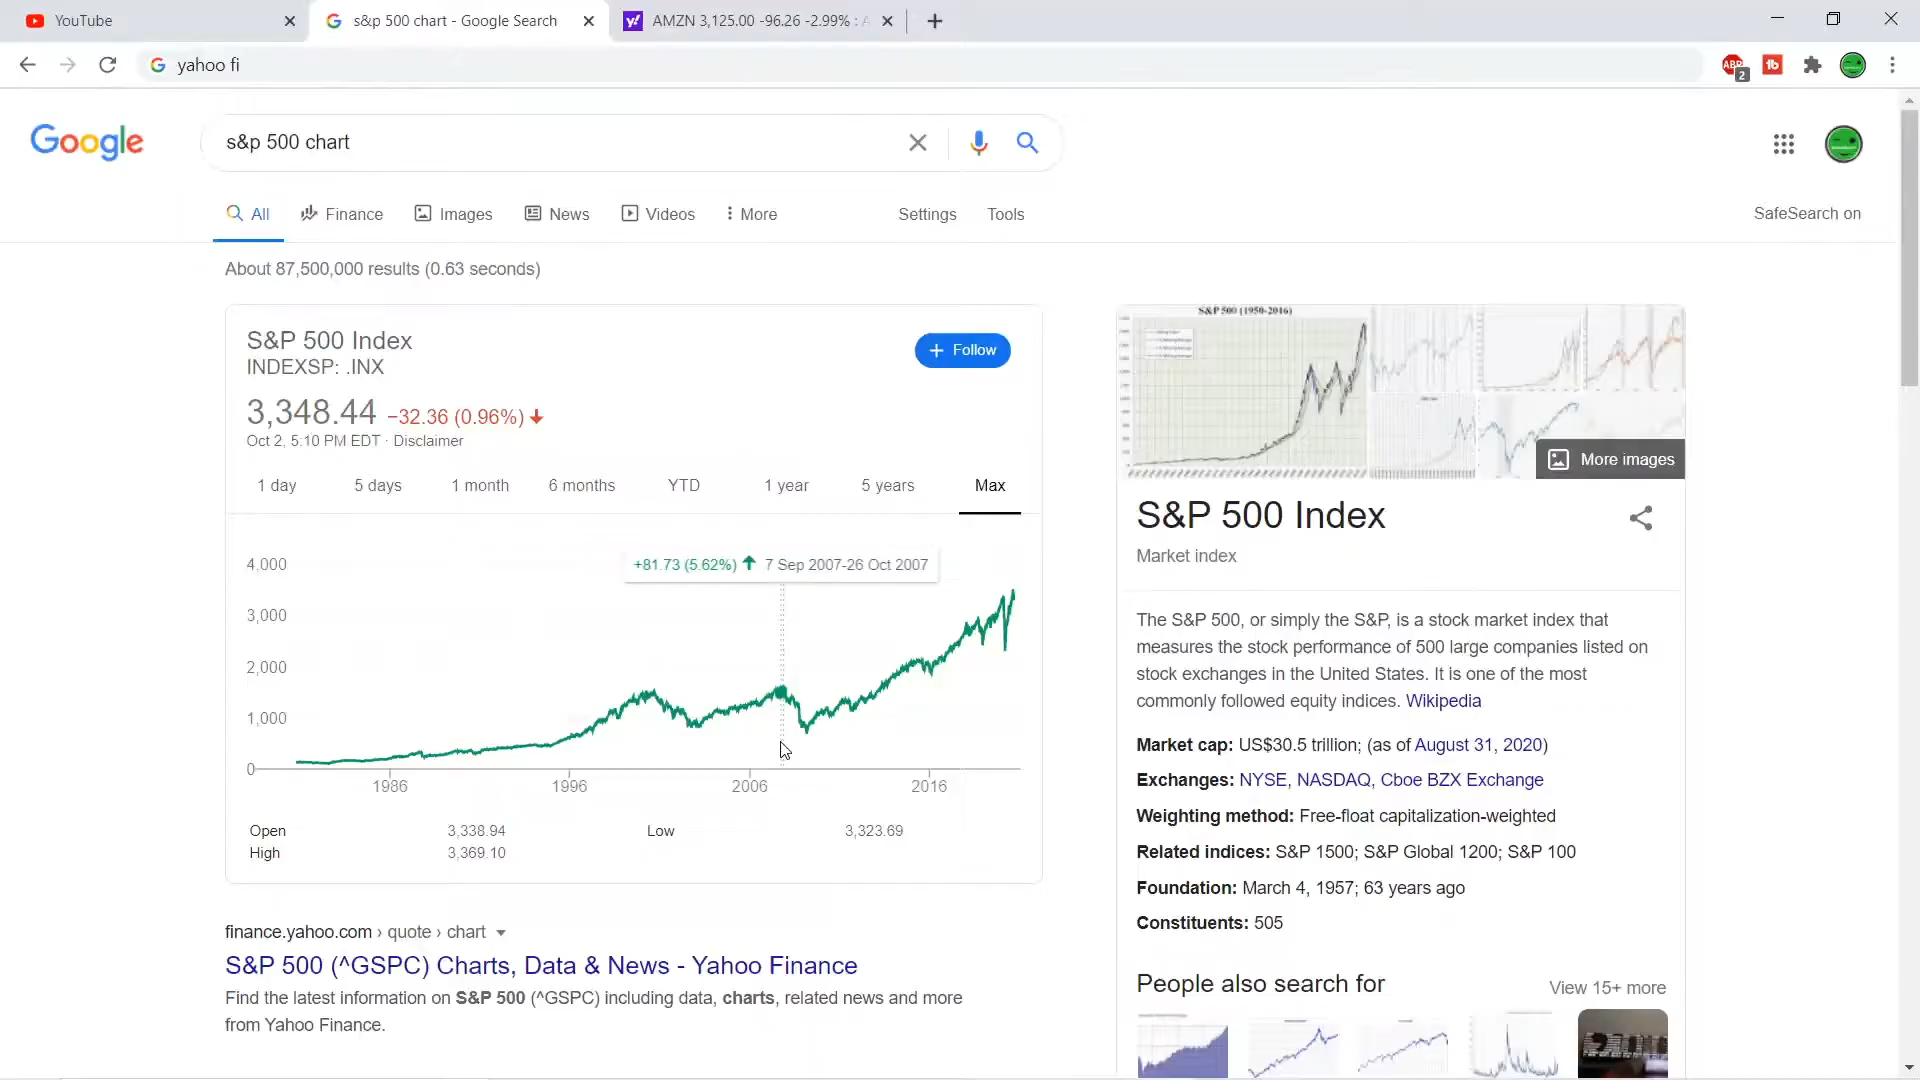 YouTube
s&p 500 chart - Google Search
AMZN 3,125.00 -96.26 -2.99% :
yahoo fi
ABP
2
tb
Google
s&p 500 chart
All
Finance
Images
News
Videos
More
Settings
Tools
SafeSearch on
About 87,500,000 results (0.63 seconds)
S&P 500 Index
INDEXSP: .INX
Follow
3,348.44 −32.36 (0.96%)
Oct 2, 5:10 PM EDT · Disclaimer
1 day
5 days
1 month
6 months
YTD
1 year
5 years
Max
+81.73 (5.62%) 7 Sep 2007-26 Oct 2007
4,000
3,000
2,000
1,000
0
1986
1996
2006
2016
Open 3,338.94 Low 3,323.69
High 3,369.10
finance.yahoo.com › quote › chart
S&P 500 (^GSPC) Charts, Data & News - Yahoo Finance
Find the latest information on S&P 500 (^GSPC) including data, charts, related news and more
from Yahoo Finance.
S&P 500 (1950-2016)
More images
S&P 500 Index
Market index
The S&P 500, or simply the S&P, is a stock market index that
measures the stock performance of 500 large companies listed on
stock exchanges in the United States. It is one of the most
commonly followed equity indices. Wikipedia
Market cap: US$30.5 trillion; (as of August 31, 2020)
Exchanges: NYSE, NASDAQ, Cboe BZX Exchange
Weighting method: Free-float capitalization-weighted
Related indices: S&P 1500; S&P Global 1200; S&P 100
Foundation: March 4, 1957; 63 years ago
Constituents: 505
People also search for
View 15+ more